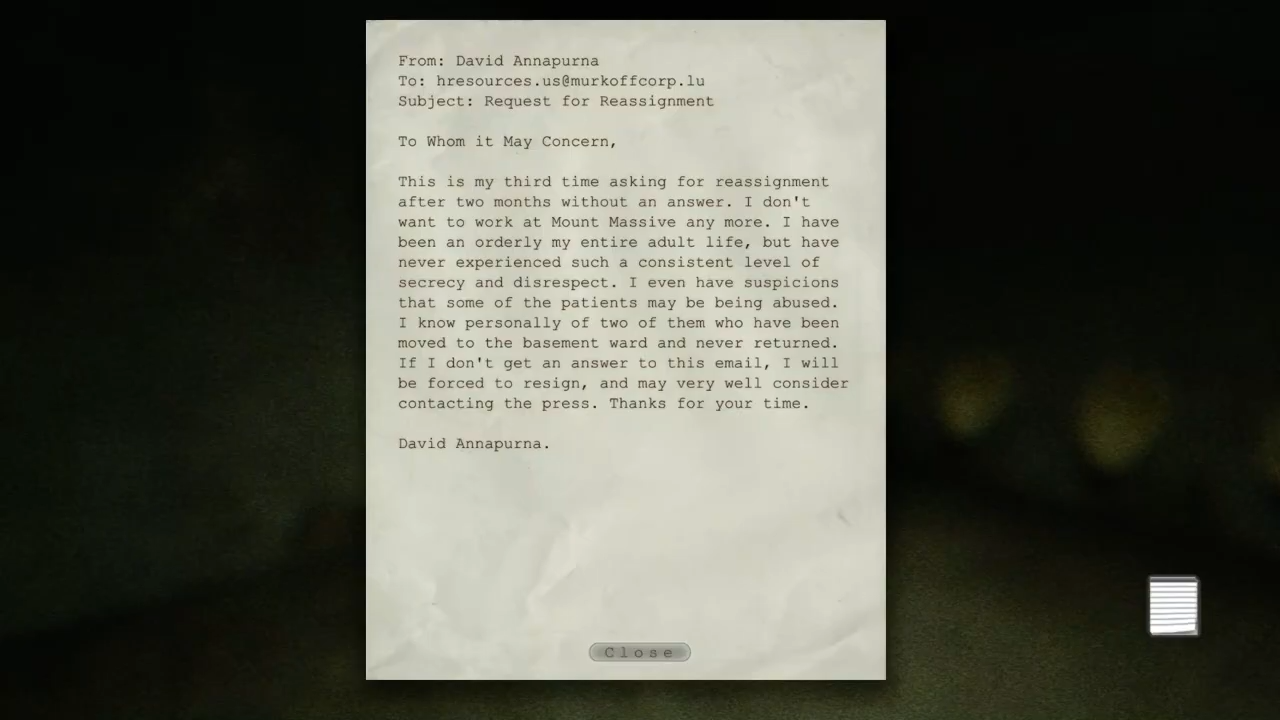 From: David Annapurna
To: hresources.us@murkoffcorp.lu
Subject: Request for Reassignment
To Whom it May Concern,
This is my third time asking for reassignment
after two months without an answer. I don't
want to work at Mount Massive any more. I have
been an orderly my entire adult life, but have
never experienced such a consistent level of
secrecy and disrespect. I even have suspicions
that some of the patients may be being abused.
I know personally of two of them who have been
moved to the basement ward and never returned.
If I don't get an answer to this email, I will
be forced to resign, and may very well consider
contacting the press. Thanks for your time.
David Annapurna.
Close